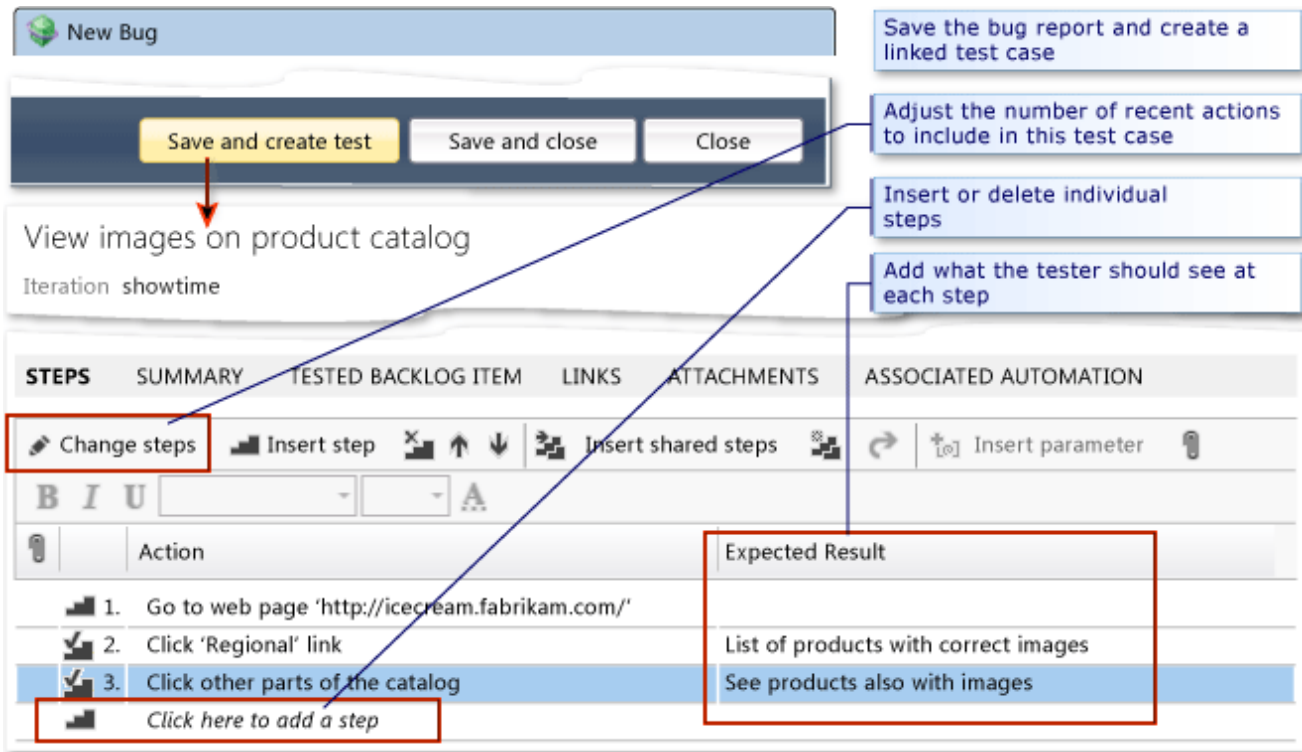 New Bug
Save the bug report and create a
linked test case
Adjust the number of recent actions
to include in this test case
Save and create test
Save and close
Close
Insert or delete individual
steps
View images on product catalog
Add what the tester should see at
each step
Iteration showtime
STEPS SUMMARY TESTED BACKLOG ITEM LINKS ATTACHMENTS ASSOCIATED AUTOMATION
Change steps Insert step Insert shared steps Insert parameter
B I U A
Action Expected Result
1. Go to web page 'http://icecream.fabrikam.com/'
2. Click 'Regional' link List of products with correct images
3. Click other parts of the catalog See products also with images
Click here to add a step